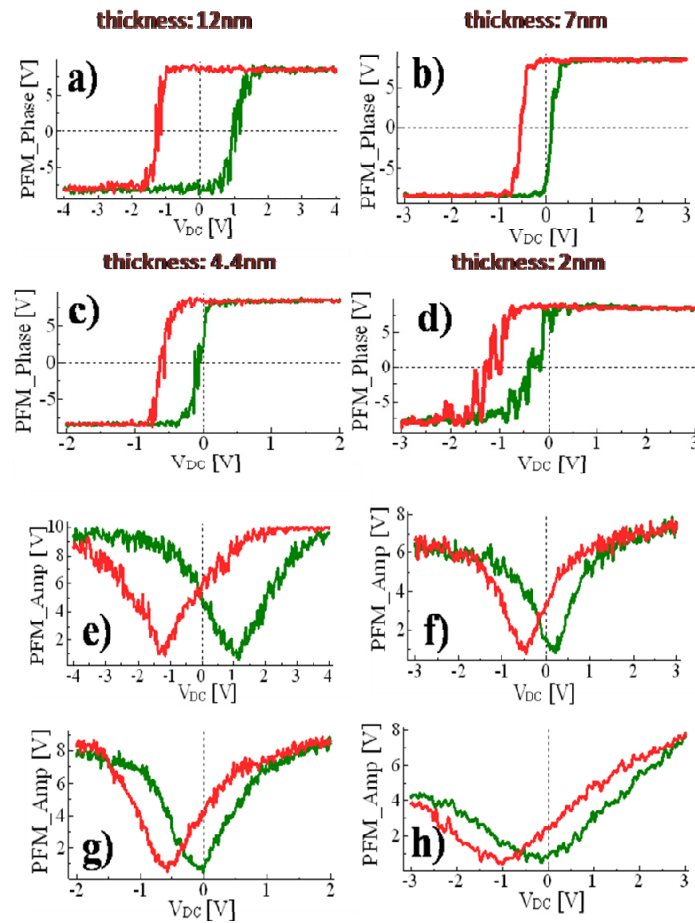 thickness: 12nm
thickness: 7nm
a)
PFM_Phase [V]
5
0
-5
-4 -3 -2 -1 0 1 2 3 4
VDC [V]
b)
PFM_Phase [V]
5
0
-5
-3 -2 -1 0 1 2 3
VDC [V]
thickness: 4.4nm
thickness: 2nm
c)
PFM_Phase [V]
5
0
-5
-2 -1 0 1 2
VDC [V]
d)
PFM_Phase [V]
5
0
-5
-3 -2 -1 0 1 2 3
VDC [V]
e)
PFM_Amp [V]
10
8
6
4
2
-4 -3 -2 -1 0 1 2 3 4
VDC [V]
f)
PFM_Amp [V]
8
6
4
2
-3 -2 -1 0 1 2 3
VDC [V]
g)
PFM_Amp [V]
8
6
4
2
-2 -1 0 1 2
VDC [V]
h)
PFM_Amp [V]
8
6
4
2
-3 -2 -1 0 1 2 3
VDC [V]